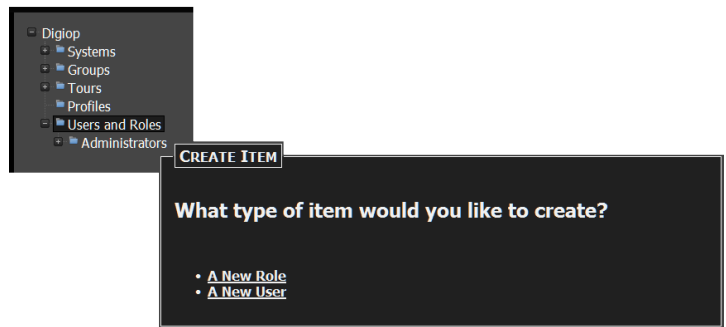 Digiop
Systems
Groups
Tours
Profiles
Users and Roles
Administrators
CREATE ITEM
What type of item would you like to create?
• A New Role
• A New User